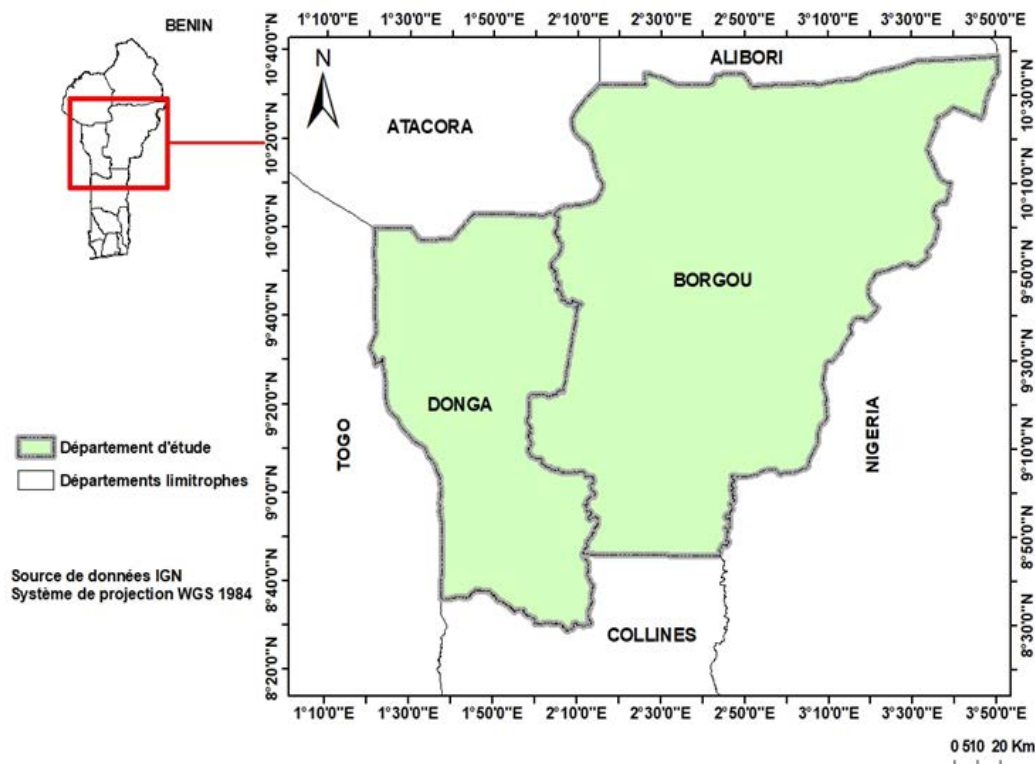 BENIN
1°10'0"E 1°30'0"E 1°50'0"E 2°10'0"E 2°30'0"E 2°50'0"E 3°10'0"E 3°30'0"E 3°50'0"E
10°40'0"N
10°20'0"N
10°0'0"N
9°40'0"N
9°20'0"N
9°0'0"N
8°40'0"N
8°20'0"N
N
ALIBORI
ATACORA
BORGOU
DONGA
TOGO
NIGERIA
COLLINES
10°30'0"N
10°10'0"N
9°50'0"N
9°30'0"N
9°10'0"N
8°50'0"N
8°30'0"N
Département d'étude
Départements limitrophes
Source de données IGN
Système de projection WGS 1984
1°10'0"E 1°30'0"E 1°50'0"E 2°10'0"E 2°30'0"E 2°50'0"E 3°10'0"E 3°30'0"E 3°50'0"E
0 510 20 Km